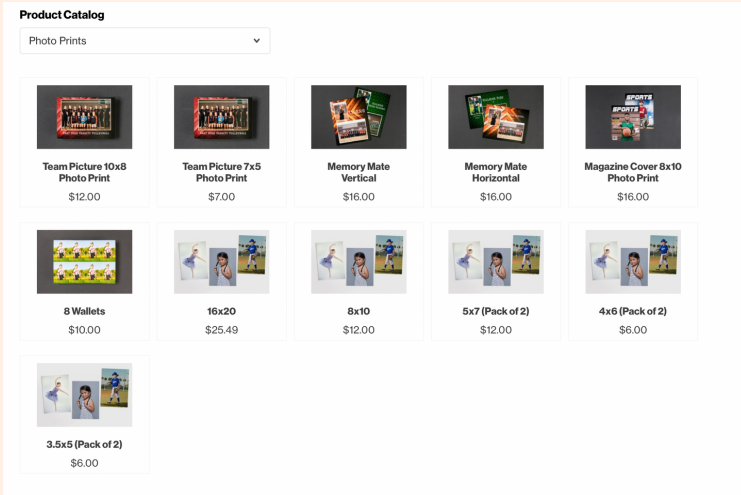 Product Catalog
Photo Prints
Team Picture 10x8
Photo Print
$12.00
Team Picture 7x5
Photo Print
$7.00
Memory Mate
Vertical
$16.00
Memory Mate
Horizontal
$16.00
SPORTS
SPORTS
Magazine Cover 8x10
Photo Print
$16.00
8 Wallets
$10.00
16x20
$25.49
8x10
$12.00
5x7 (Pack of 2)
$12.00
4x6 (Pack of 2)
$6.00
3.5x5 (Pack of 2)
$6.00